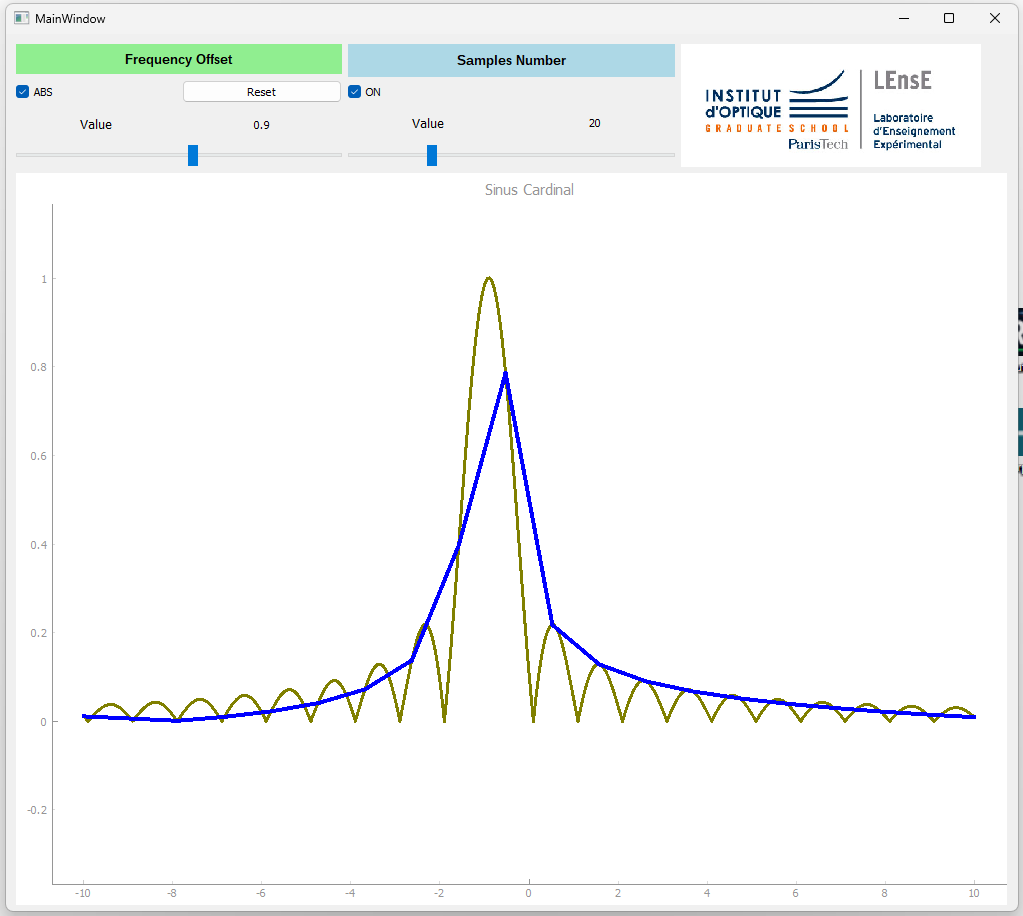 MainWindow
Frequency Offset
Samples Number
ABS
Reset
ON
Value
0.9
Value
20
INSTITUT
d'OPTIQUE
GRADUATE SCHOOL
ParisTech
LEnsE
Laboratoire
d'Enseignement
Expérimental
Sinus Cardinal
1
0.8
0.6
0.4
0.2
0
-0.2
-10 -8 -6 -4 -2 0 2 4 6 8 10